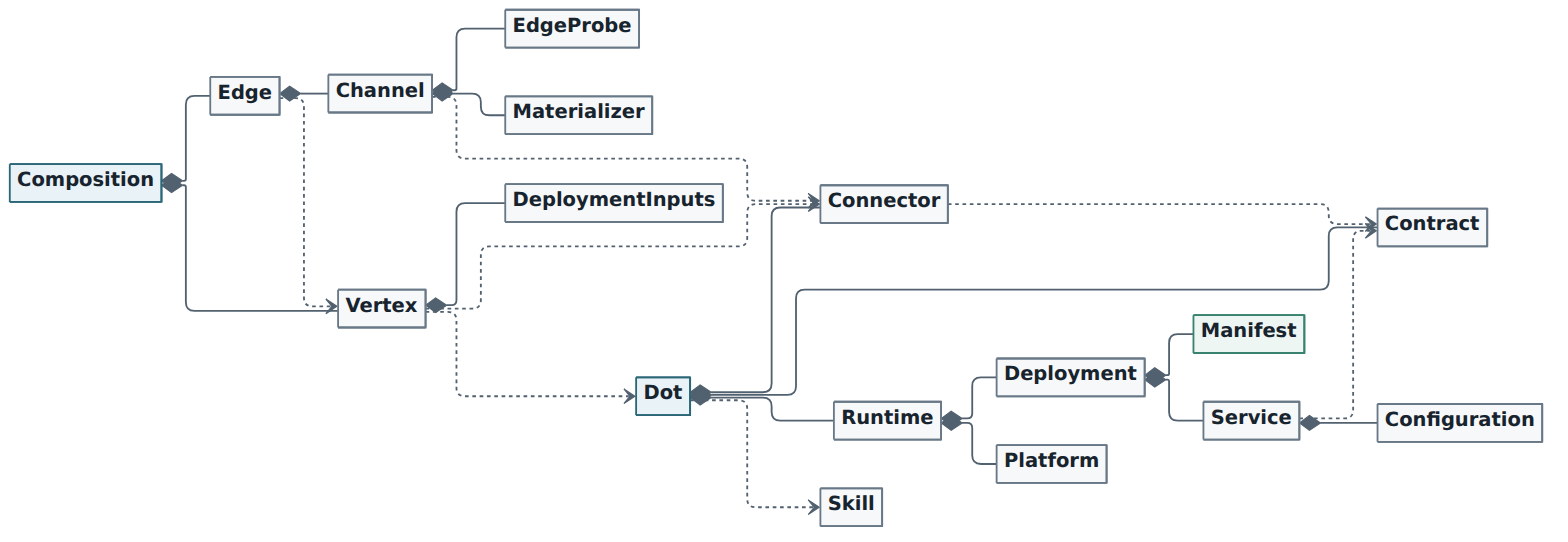 EdgeProbe
Edge
Channel
Materializer
Composition
DeploymentInputs
Connector
Contract
Vertex
Manifest
Dot
Deployment
Runtime
Service
Configuration
Platform
Skill